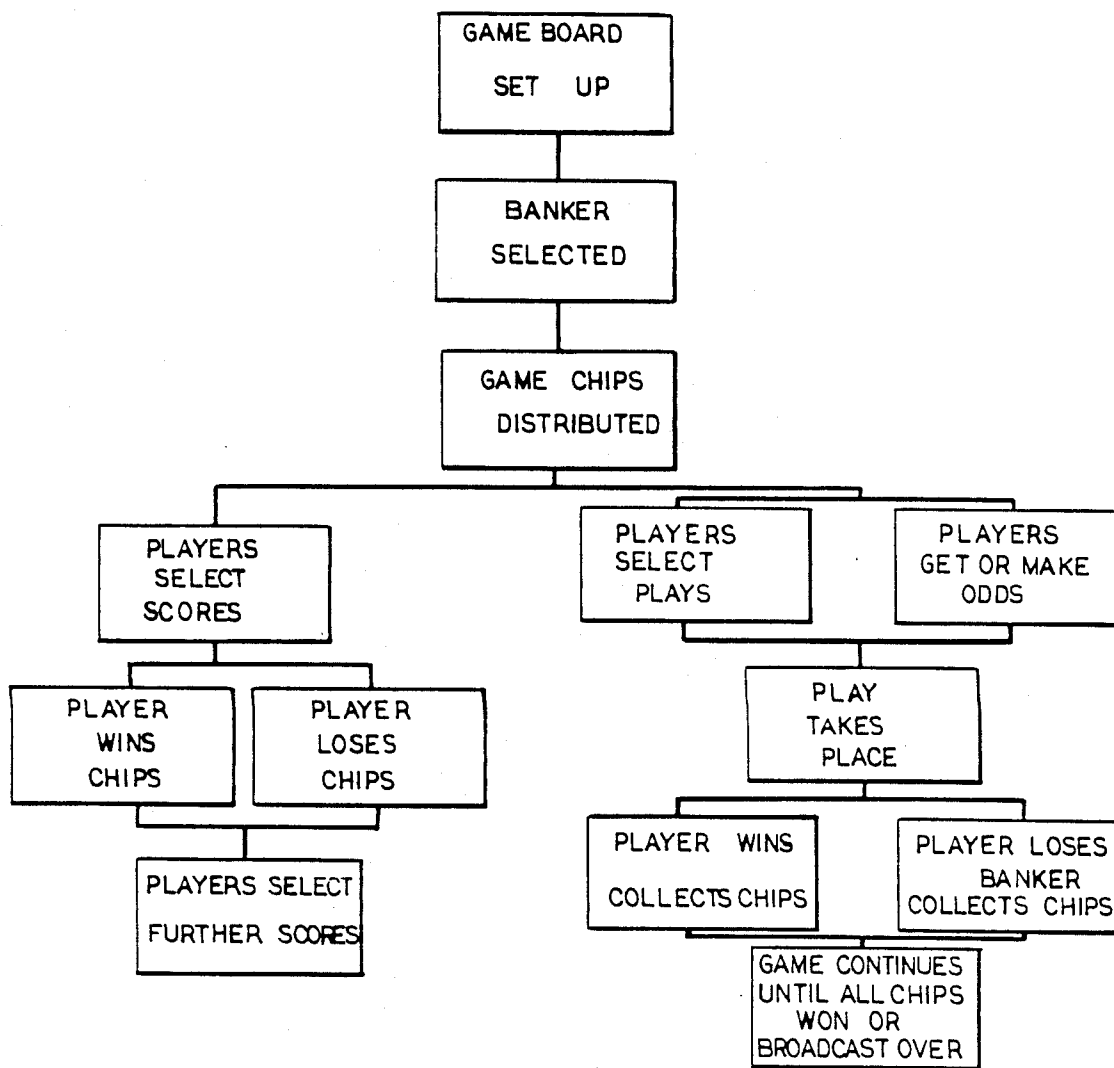 GAME BOARD
SET UP
BANKER
SELECTED
GAME CHIPS
DISTRIBUTED
PLAYERS
SELECT
SCORES
PLAYER
WINS
CHIPS
PLAYER
LOSES
CHIPS
PLAYERS SELECT
FURTHER SCORES
PLAYERS
SELECT
PLAYS
PLAYERS
GET OR MAKE
ODDS
PLAY
TAKES
PLACE
PLAYER WINS
COLLECTS CHIPS
PLAYER LOSES
BANKER
COLLECTS CHIPS
GAME CONTINUES
UNTIL ALL CHIPS
WON OR
BROADCAST OVER